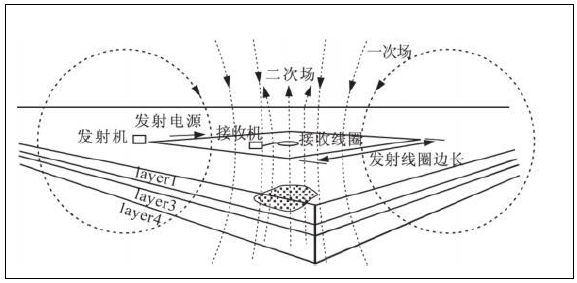 一次场
二次场
发射电源
发射机
接收机
接收线圈
发射线圈边长
layer1
layer3
layer4